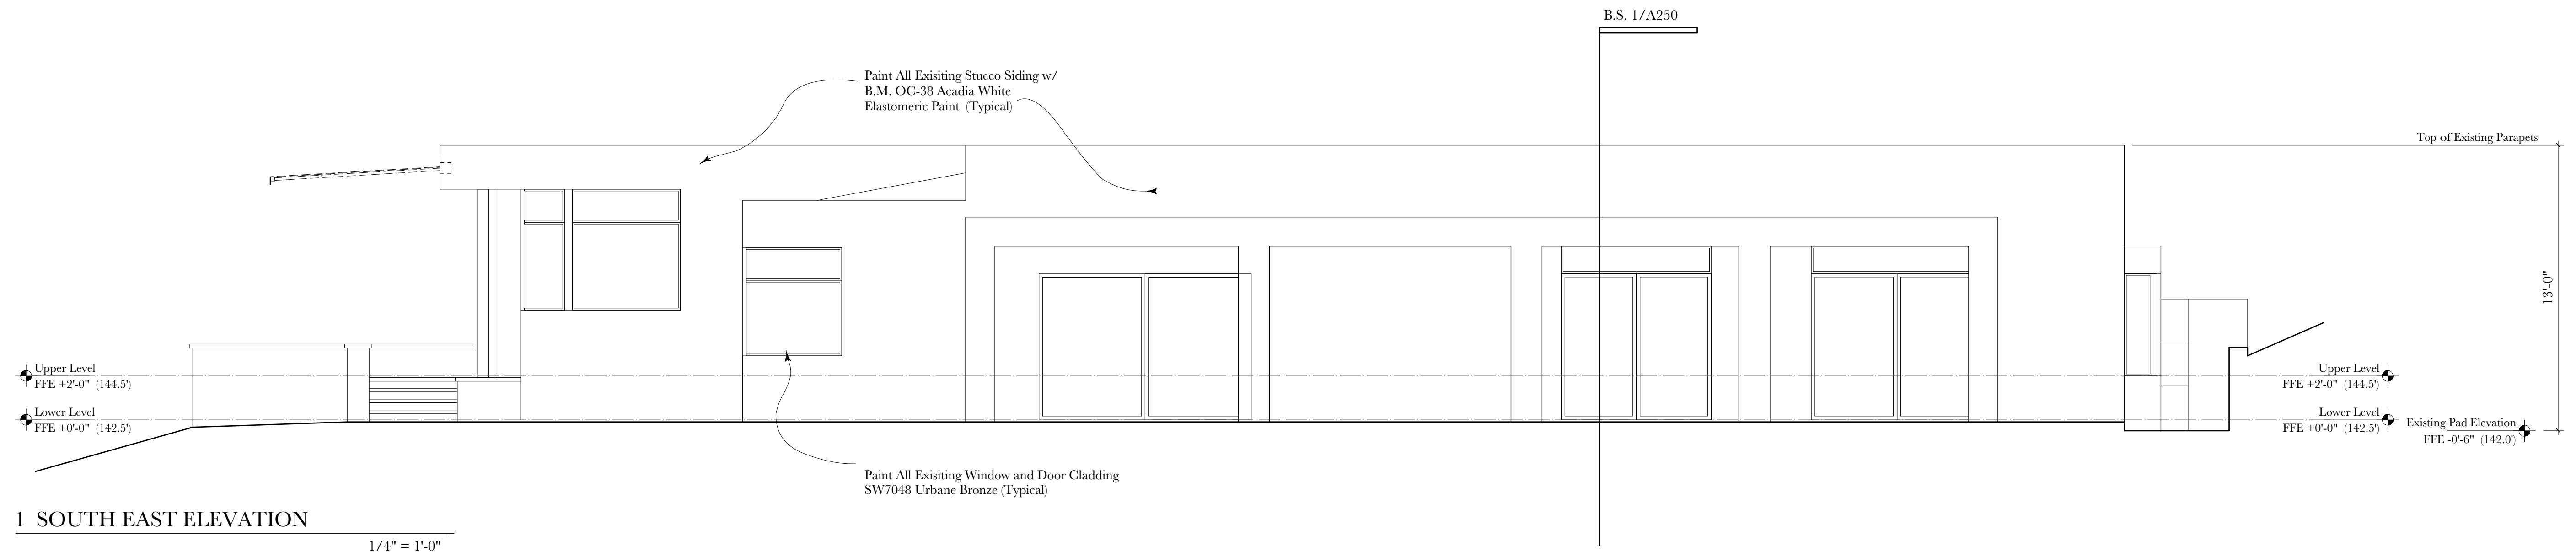 B.S. 1/A250
Paint All Exisiting Stucco Siding w/
B.M. OC-38 Acadia White
Elastomeric Paint  (Typical)
Top of Existing Parapets
13'-0"
Upper Level
FFE +2'-0"  (144.5')
Lower Level
FFE +0'-0"  (142.5')
Upper Level
FFE +2'-0"  (144.5')
Lower Level
FFE +0'-0"  (142.5')
Existing Pad Elevation
FFE -0'-6"  (142.0')
Paint All Exisiting Window and Door Cladding
SW7048 Urbane Bronze (Typical)
1  SOUTH EAST ELEVATION
1/4" = 1'-0"